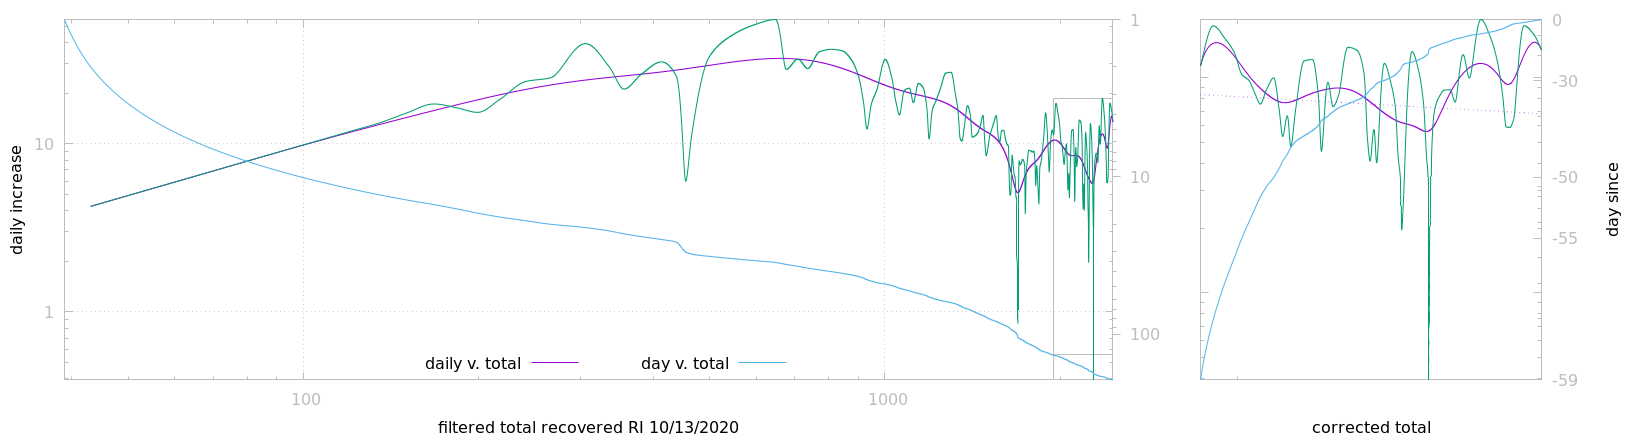 daily increase
10
1
daily v. total
day v. total
100
1000
filtered total recovered RI 10/13/2020
1
10
100
0
-30
-50
-55
-59
day since
corrected total